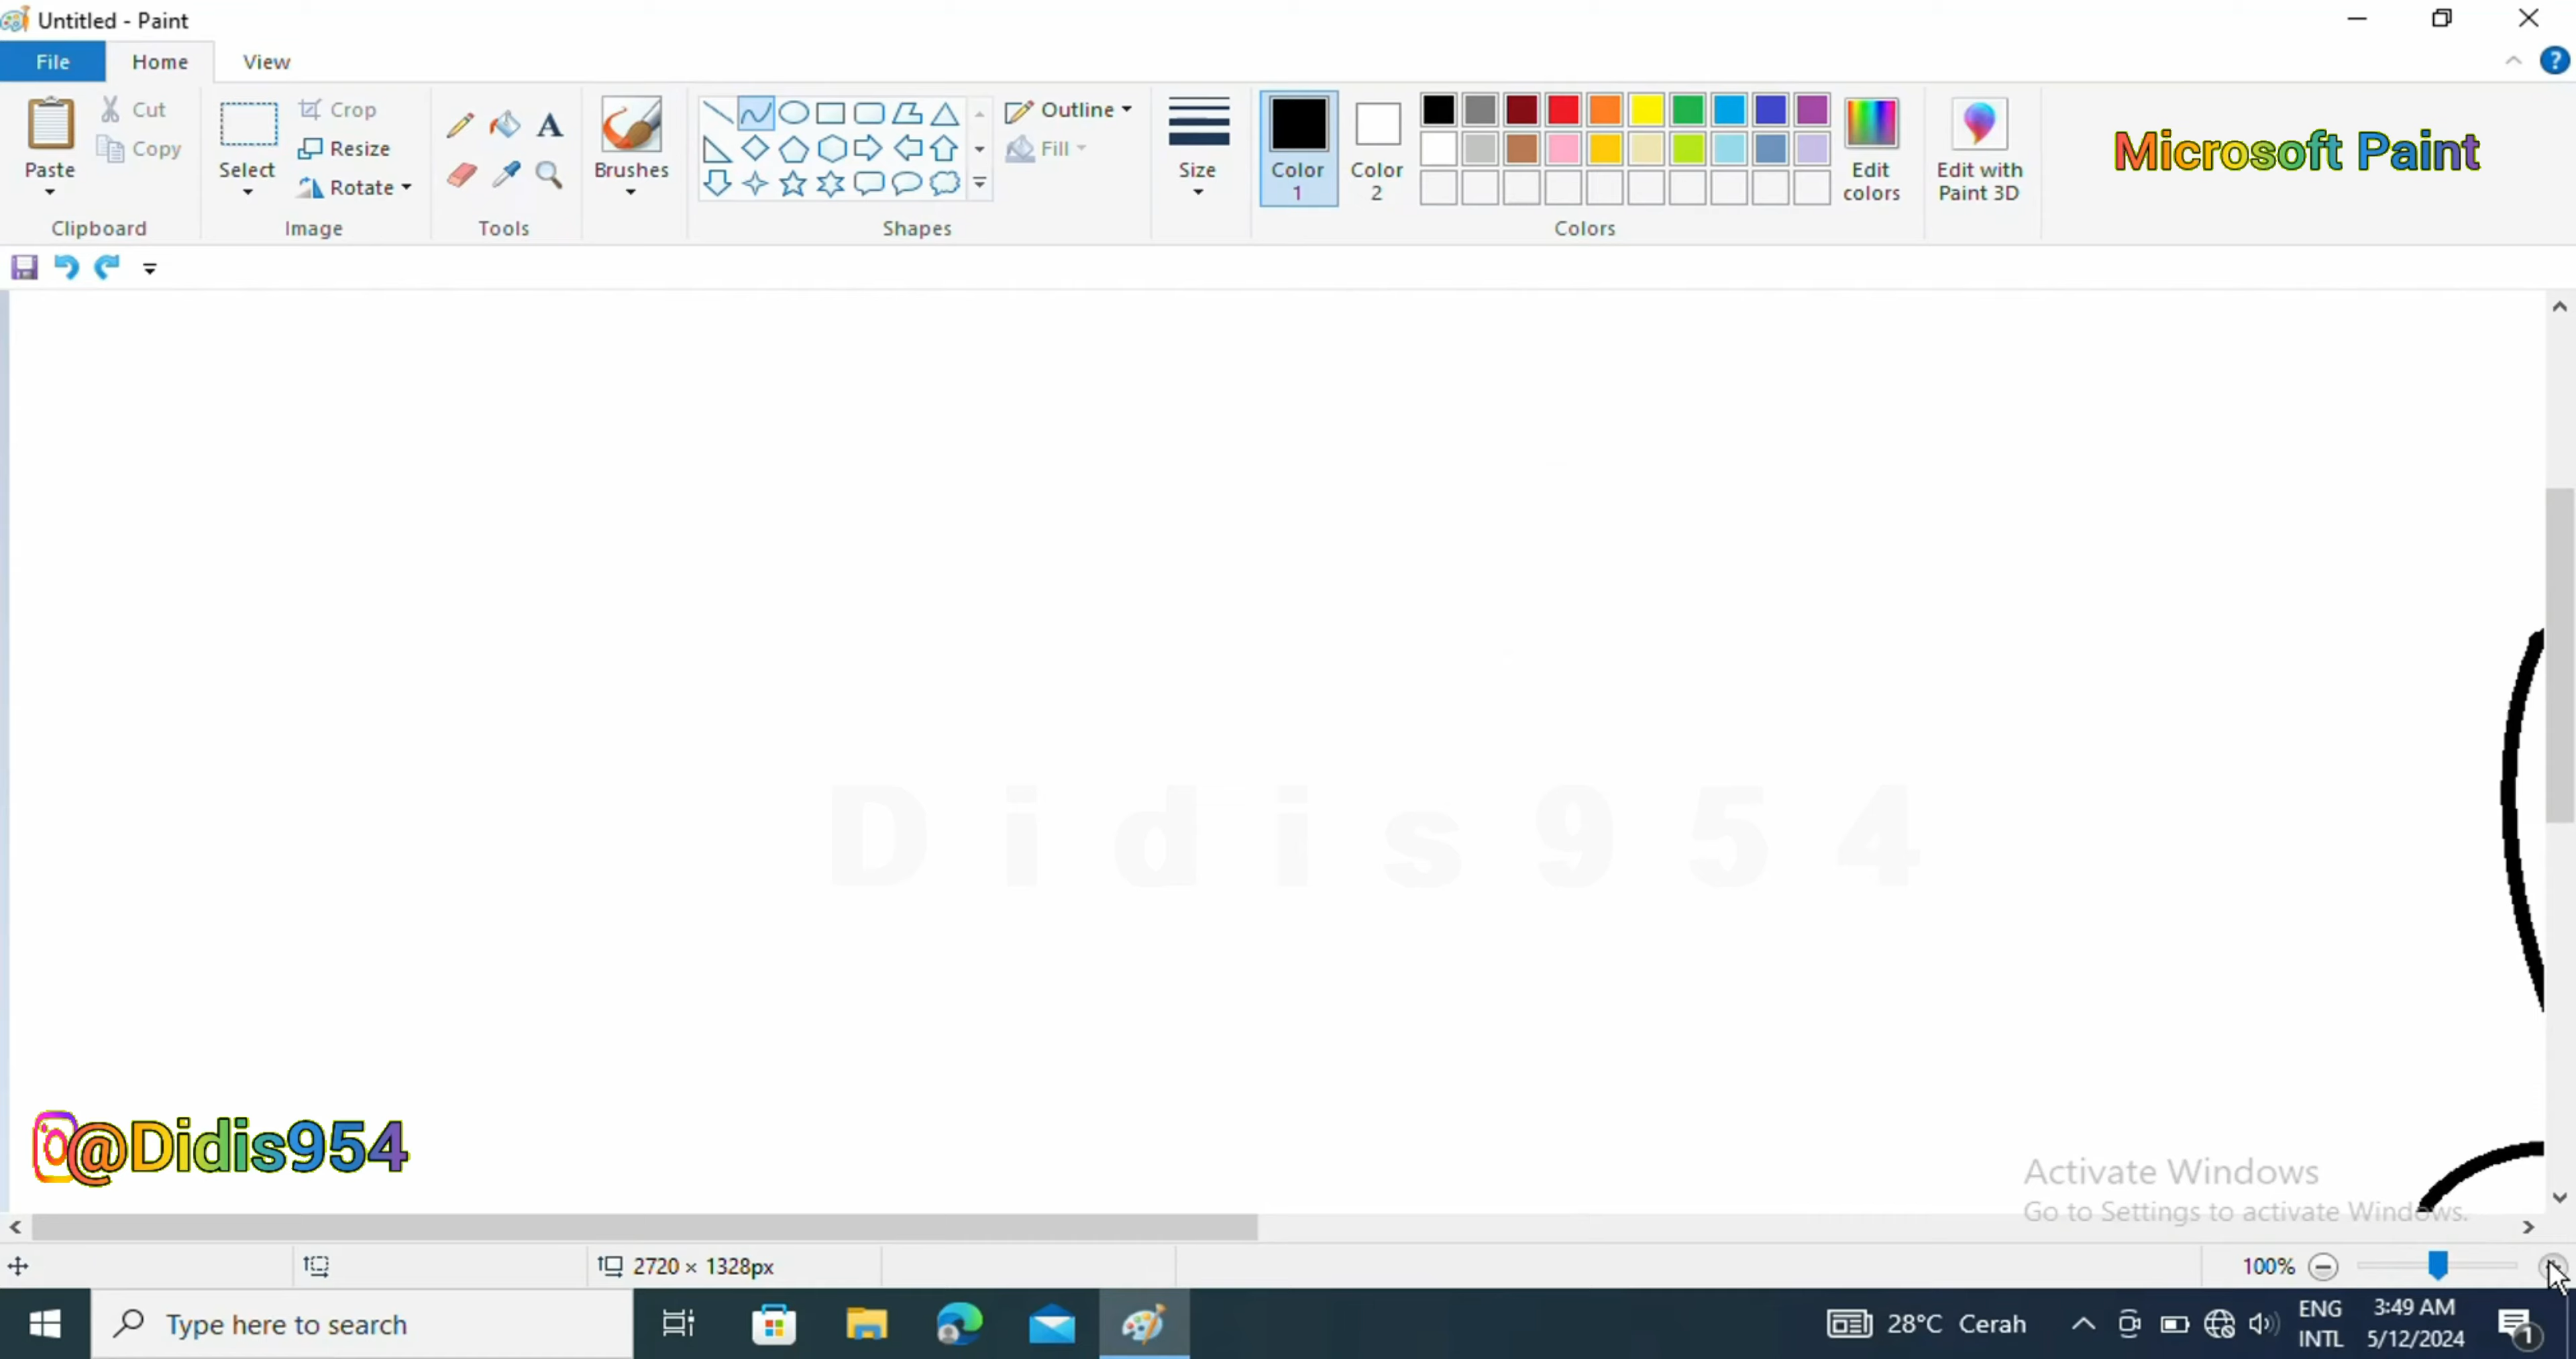 Untitled - Paint
File Home View
Paste
Cut
Copy
Clipboard
Select
Crop
Resize
Rotate
Image
A
Tools
Brushes
Shapes
Outline
Fill
Size
Color 1
Color 2
Colors
Edit colors
Edit with Paint 3D
Microsoft Paint
?
Didis954
@Didis954
Activate Windows
Go to Settings to activate Windows.
2720 × 1328px
100%
Type here to search
28°C Cerah
ENG
INTL
3:49 AM
5/12/2024
1